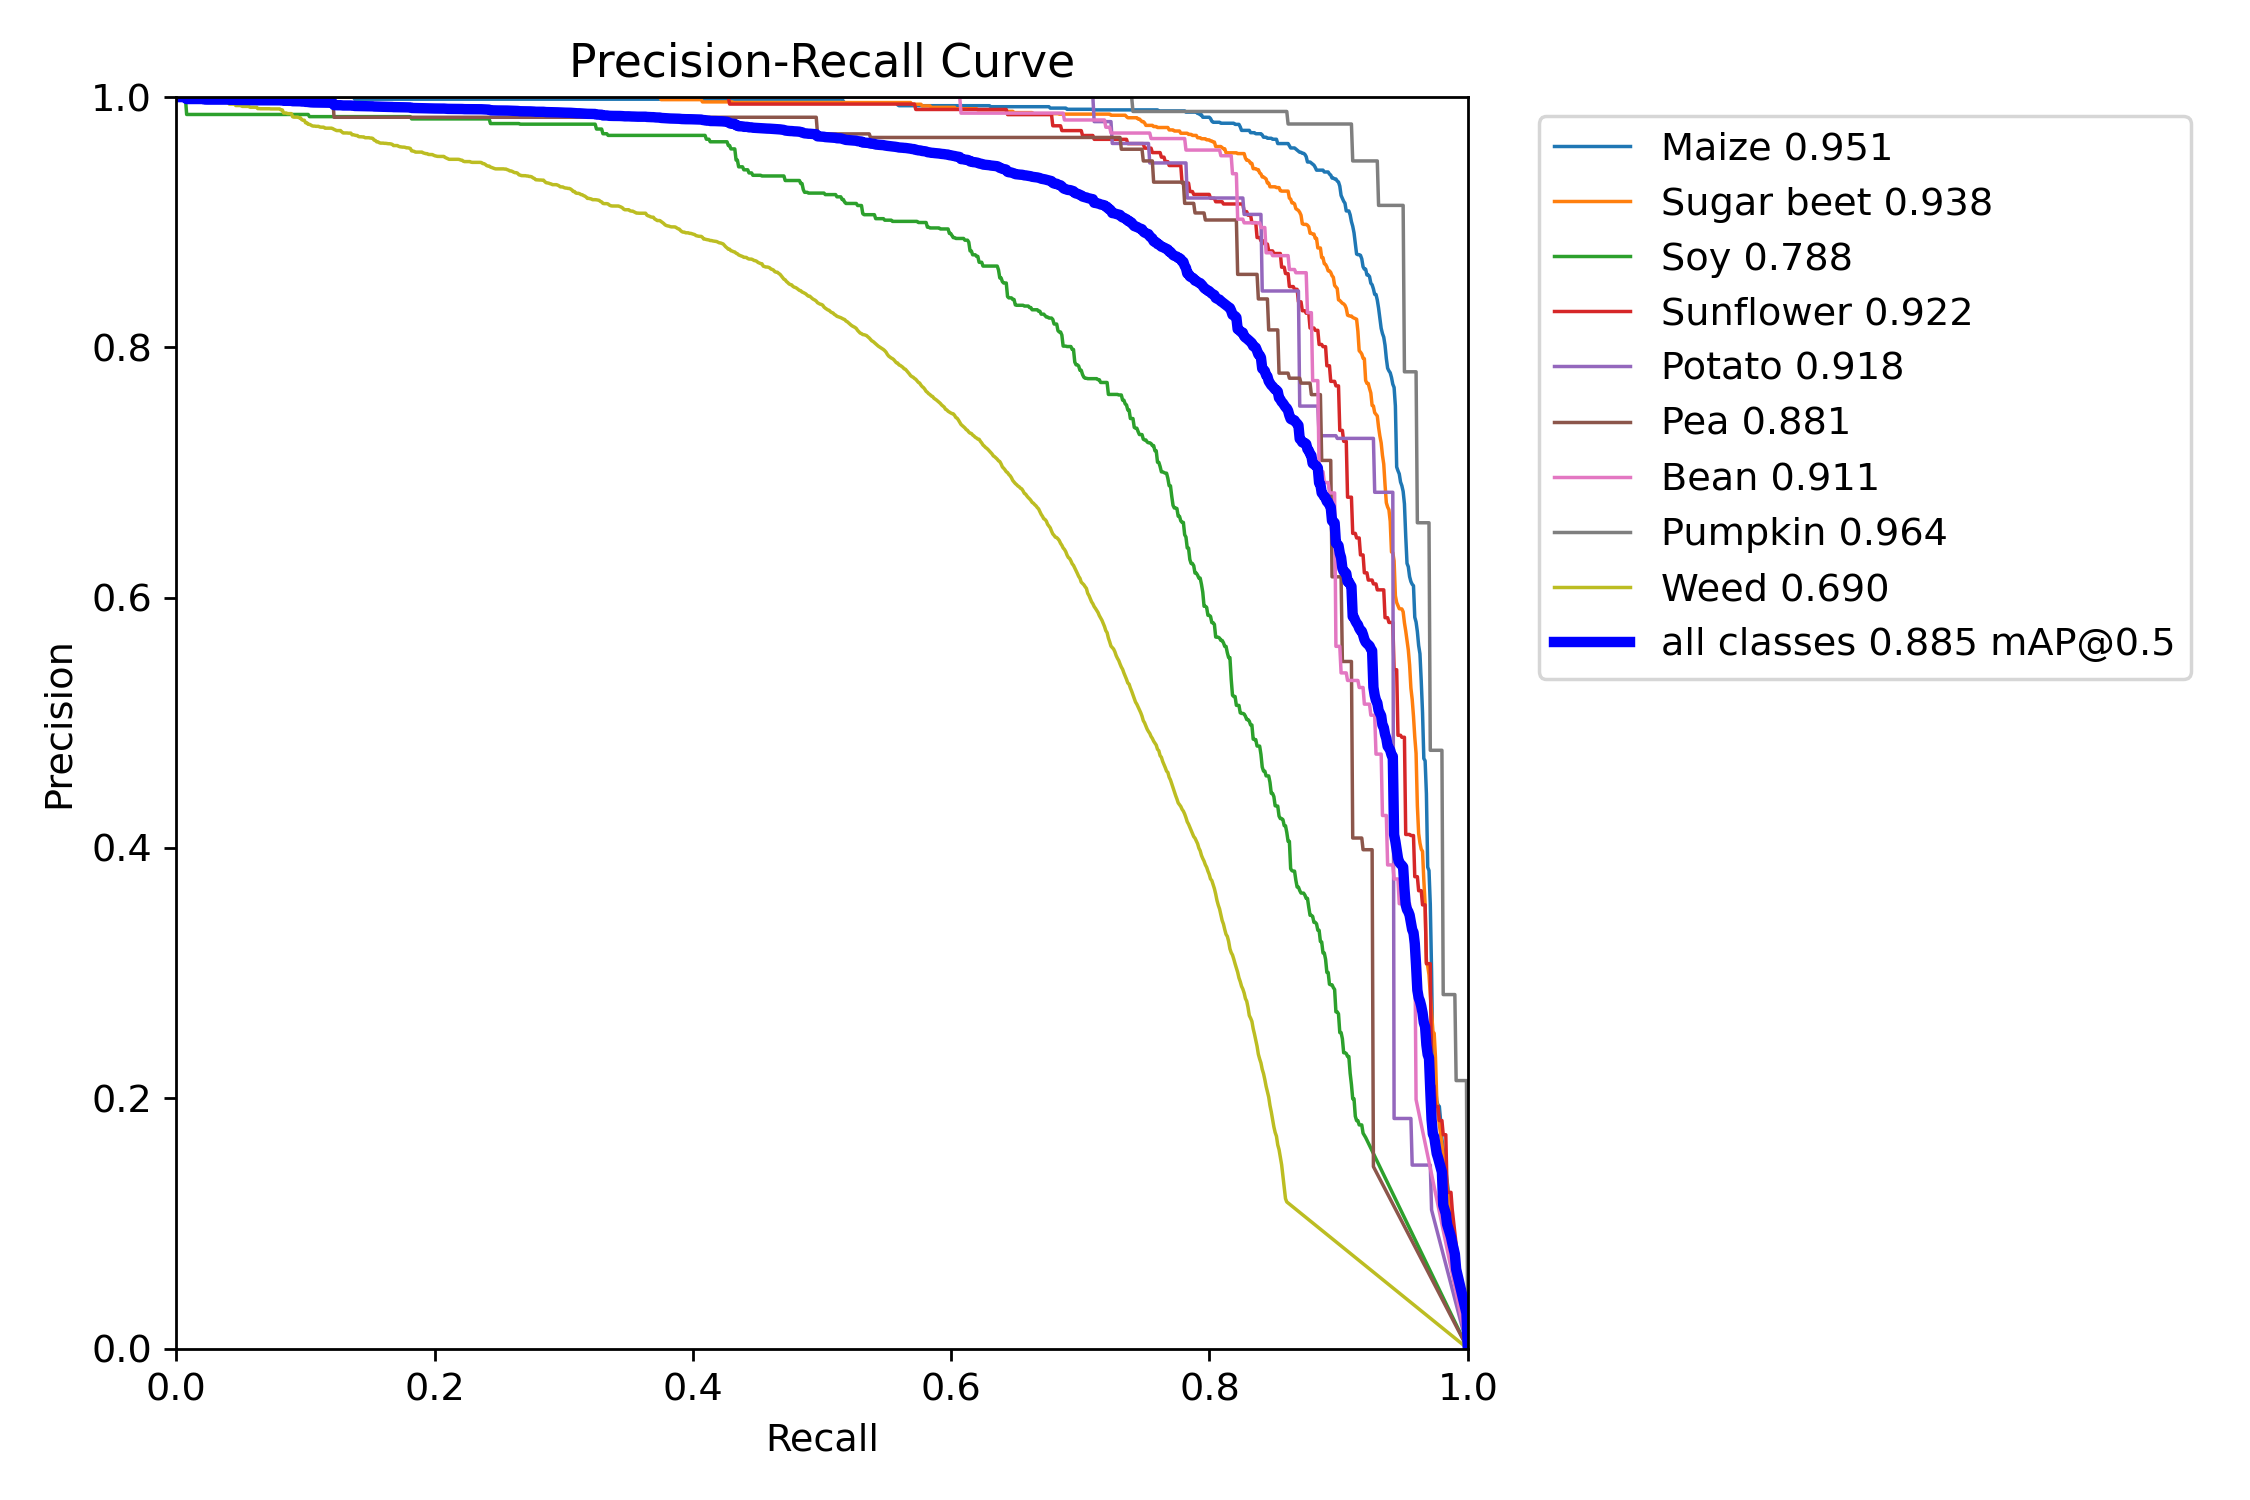 Precision-Recall Curve
1.0
0.8
0.6
0.4
0.2
0.0
Precision
0.0 0.2 0.4 0.6 0.8 1.0
Recall
Maize 0.951
Sugar beet 0.938
Soy 0.788
Sunflower 0.922
Potato 0.918
Pea 0.881
Bean 0.911
Pumpkin 0.964
Weed 0.690
all classes 0.885 mAP@0.5